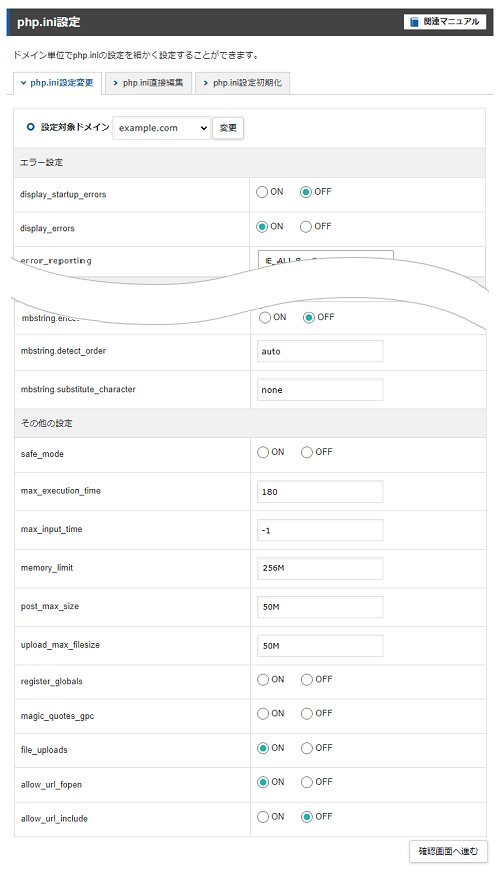 php.ini設定 関連マニュアル
ドメイン単位でphp.iniの設定を細かく設定することができます。
php.ini設定変更 php.ini直接編集 php.ini設定初期化
設定対象ドメイン example.com 変更
エラー設定
display_startup_errors ON OFF
display_errors ON OFF
error_reporting
ON OFF
mbstring.detect_order auto
mbstring.substitute_character none
その他の設定
safe_mode ON OFF
max_execution_time 180
max_input_time -1
memory_limit 256M
post_max_size 50M
upload_max_filesize 50M
register_globals ON OFF
magic_quotes_gpc ON OFF
file_uploads ON OFF
allow_url_fopen ON OFF
allow_url_include ON OFF
確認画面へ進む